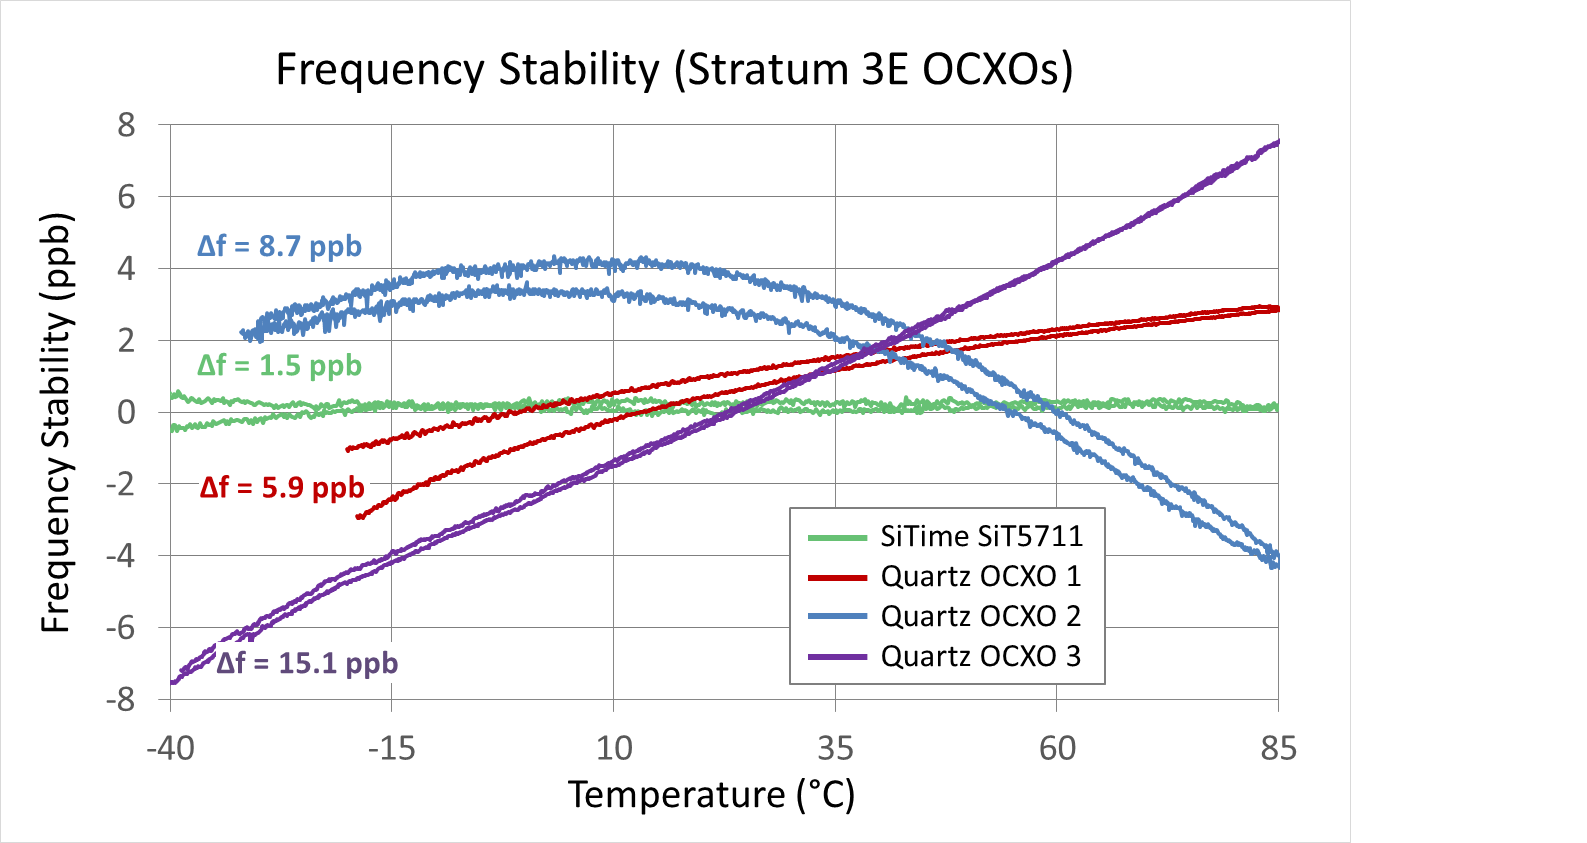 Frequency Stability (Stratum 3E OCXOs)
Frequency Stability (ppb)
8
6
4
2
0
-2
-4
-6
-8
Δf = 8.7 ppb
Δf = 1.5 ppb
Δf = 5.9 ppb
Δf = 15.1 ppb
SiTime SiT5711
Quartz OCXO 1
Quartz OCXO 2
Quartz OCXO 3
-40 -15 10 35 60 85
Temperature (°C)